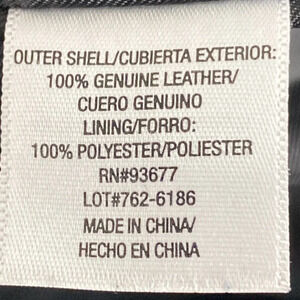 OUTER SHELL/CUBIERTA EXTERIOR:
100% GENUINE LEATHER/
CUERO GENUINO
LINING/FORRO:
100% POLYESTER/POLIESTER
RN#93677
LOT#762-6186
MADE IN CHINA/
HECHO EN CHINA